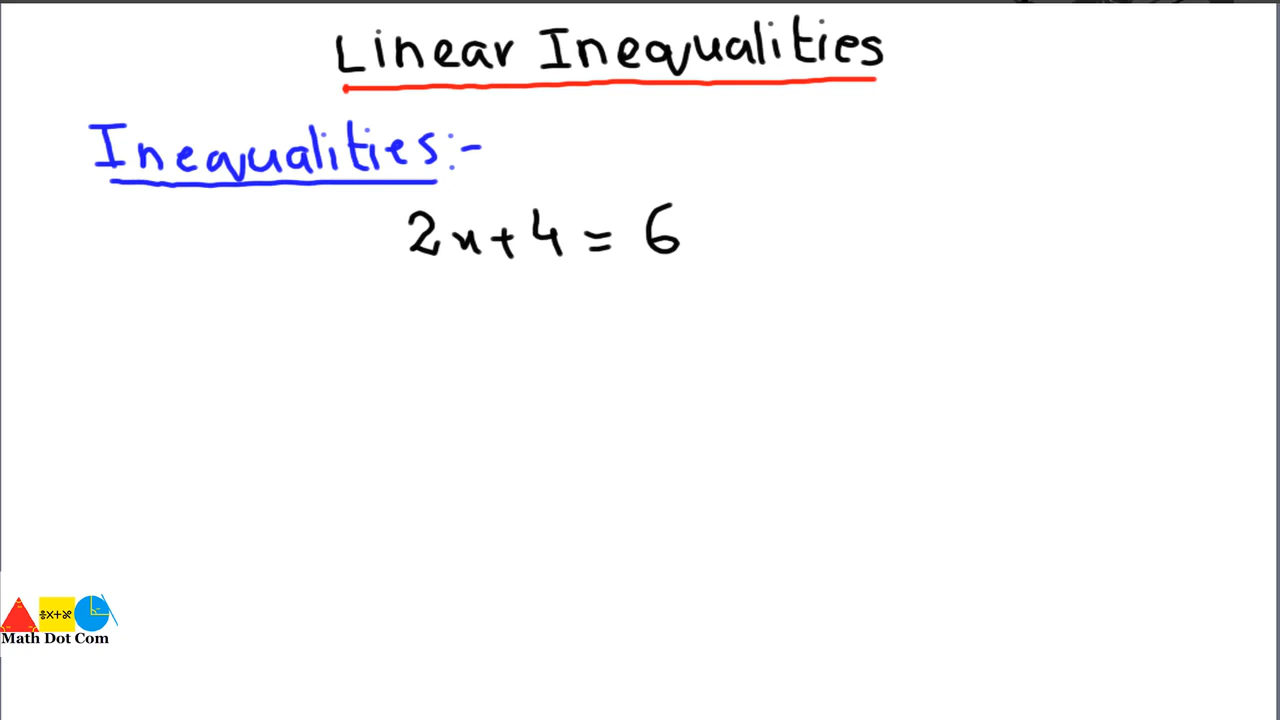 Linear Inequalities
Inequalities:-
2x+4 = 6
Math Dot Com